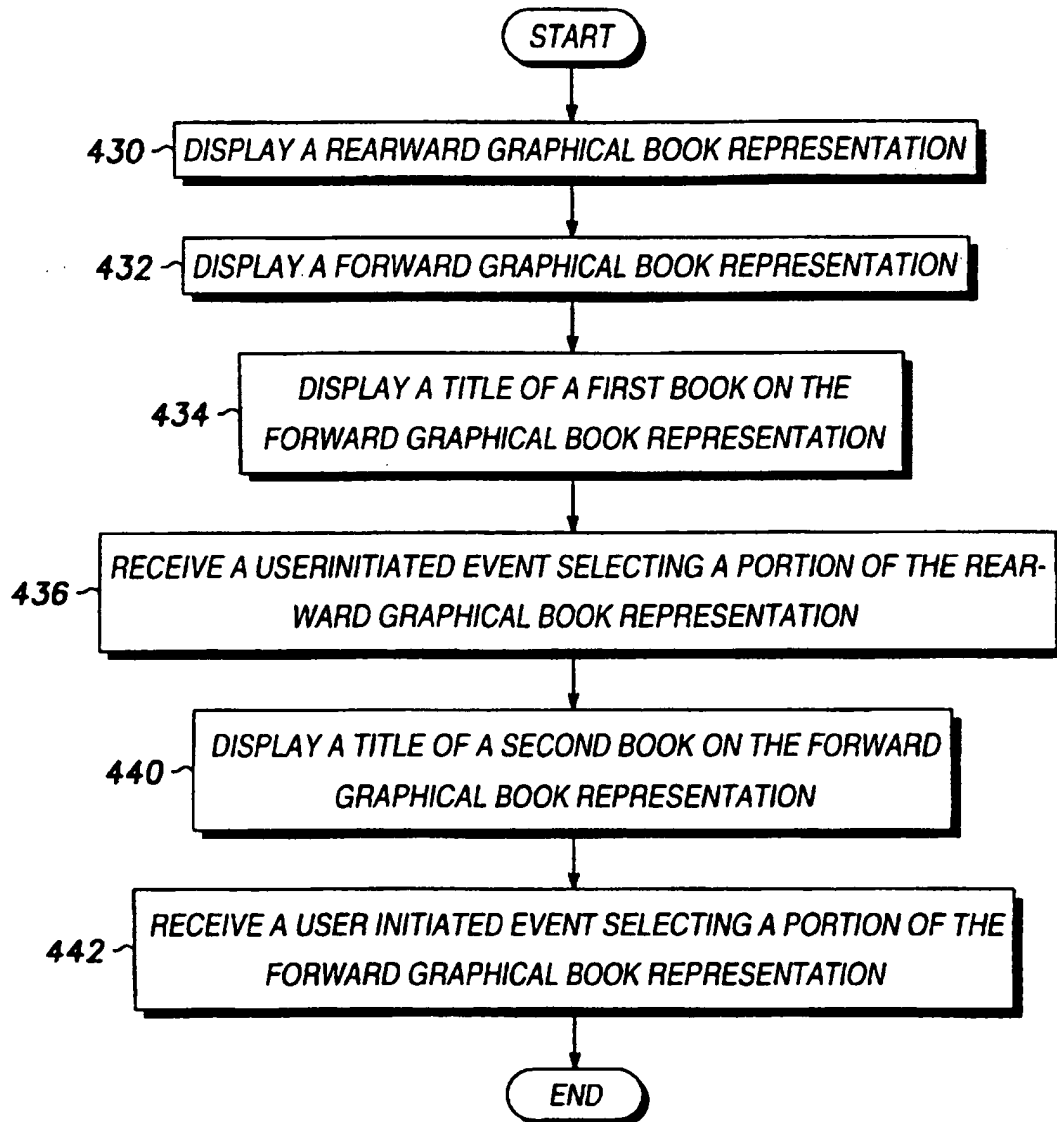 START
430 DISPLAY A REARWARD GRAPHICAL BOOK REPRESENTATION
432 DISPLAY A FORWARD GRAPHICAL BOOK REPRESENTATION
DISPLAY A TITLE OF A FIRST BOOK ON THE
434
FORWARD GRAPHICAL BOOK REPRESENTATION
RECEIVE A USERINITIATED EVENT SELECTING A PORTION OF THE REAR-
436
WARD GRAPHICAL BOOK REPRESENTATION
DISPLAY A TITLE OF A SECOND BOOK ON THE FORWARD
440
GRAPHICAL BOOK REPRESENTATION
RECEIVE A USER INITIATED EVENT SELECTING A PORTION OF THE
442
FORWARD GRAPHICAL BOOK REPRESENTATION
END